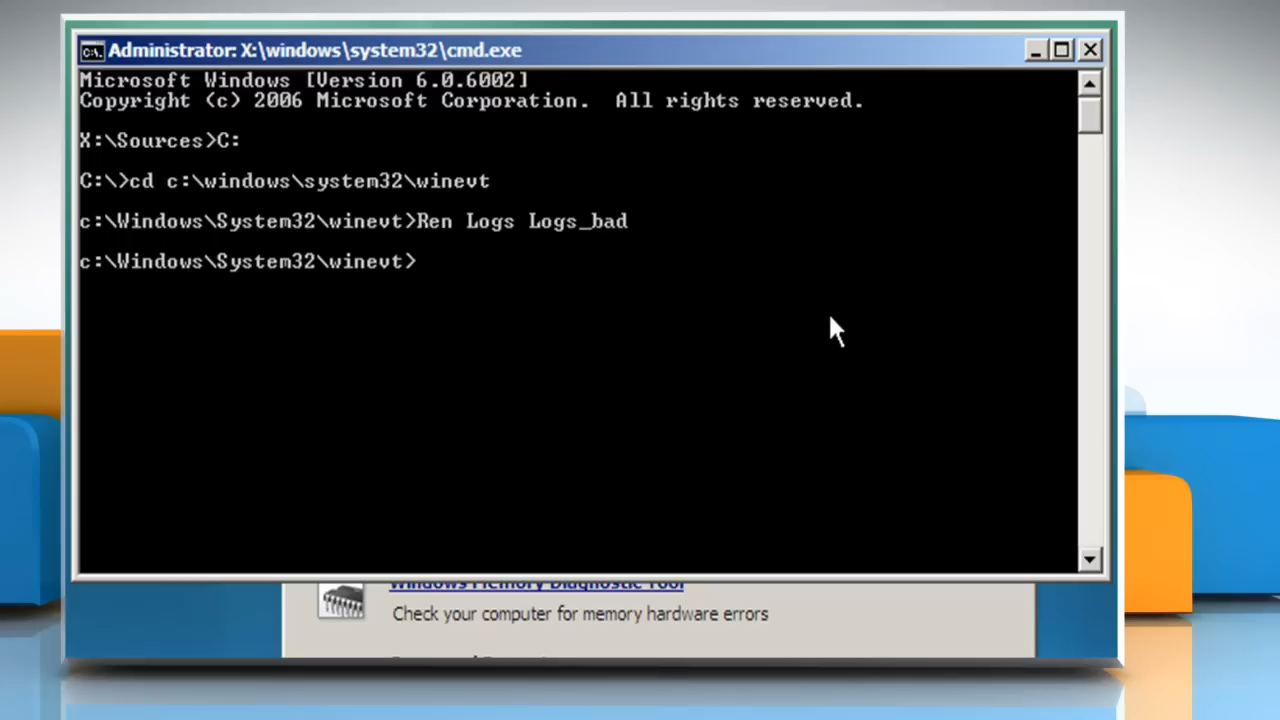 Administrator: X:\windows\system32\cmd.exe
Microsoft Windows [Version 6.0.6002]
Copyright (c) 2006 Microsoft Corporation.  All rights reserved.
X:\Sources>C:
C:\>cd c:\windows\system32\winevt
c:\Windows\System32\winevt>Ren Logs Logs_bad
c:\Windows\System32\winevt>
Windows Memory Diagnostic Tool
Check your computer for memory hardware errors